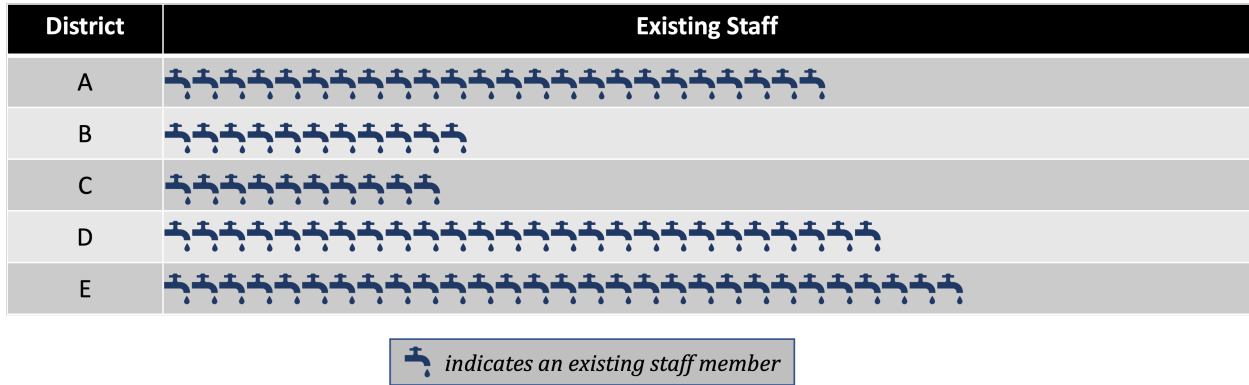 District Existing Staff
A
B
C
D
E
indicates an existing staff member